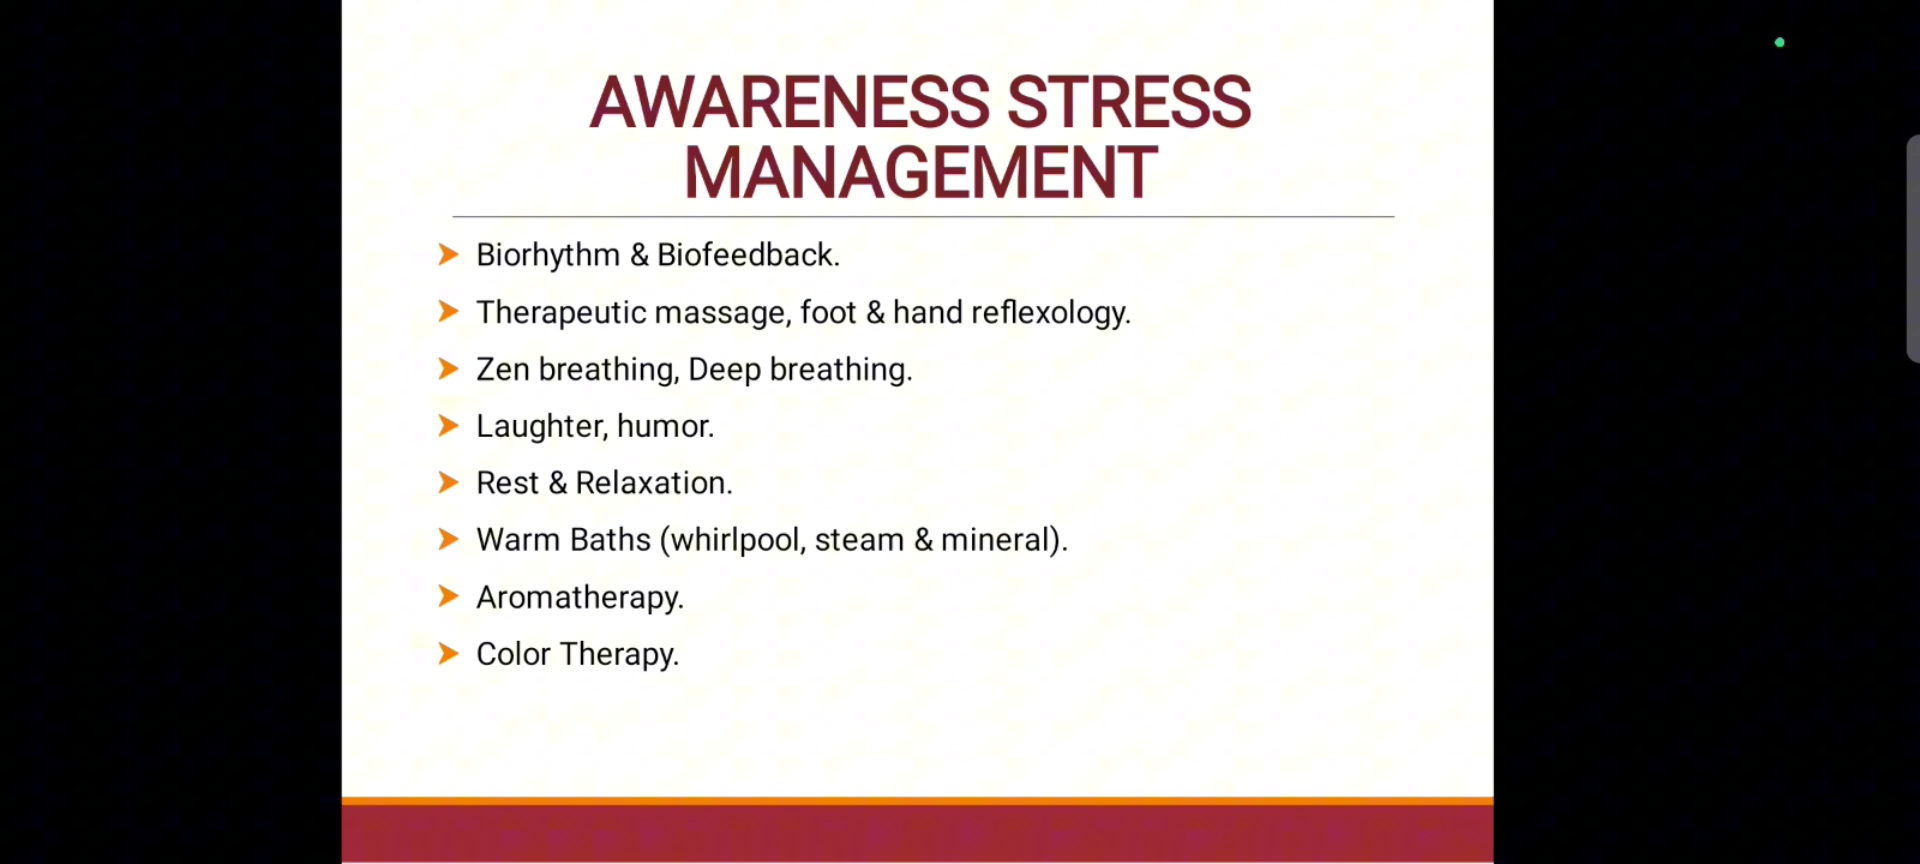 AWARENESS STRESS
MANAGEMENT
Biorhythm & Biofeedback.
Therapeutic massage, foot & hand reflexology.
Zen breathing, Deep breathing.
Laughter, humor.
Rest & Relaxation.
Warm Baths (whirlpool, steam & mineral).
Aromatherapy.
Color Therapy.